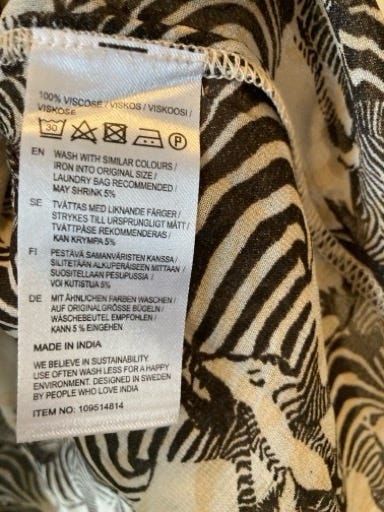 100% VISCOSE / VISKOS / VISKOOSI /
VISKOSE
30 P
EN WASH WITH SIMILAR COLOURS /
IRON INTO ORIGINAL SIZE /
LAUNDRY BAG RECOMMENDED /
MAY SHRINK 5%
SE TVÄTTAS MED LIKNANDE FÄRGER /
STRYKES TILL URSPRUNGLIGT MÅTT /
TVÄTTPÅSE REKOMMENDERAS /
KAN KRYMPA 5%
FI PESTÄVÄ SAMANVÄRISTEN KANSSA /
SILITETÄÄN ALKUPERÄISEEN MITTAAN /
SUOSITELLAAN PESUPUSSIA /
VOI KUTISTUA 5%
DE MIT ÄHNLICHEN FARBEN WASCHEN /
AUF ORIGINALGRÖSSE BÜGELN /
WÄSCHEBEUTEL EMPFOHLEN /
KANN 5 % EINGEHEN
MADE IN INDIA
WE BELIEVE IN SUSTAINABILITY.
USE OFTEN WASH LESS FOR A HAPPY
ENVIRONMENT. DESIGNED IN SWEDEN
BY PEOPLE WHO LOVE INDIA
ITEM NO: 109514814